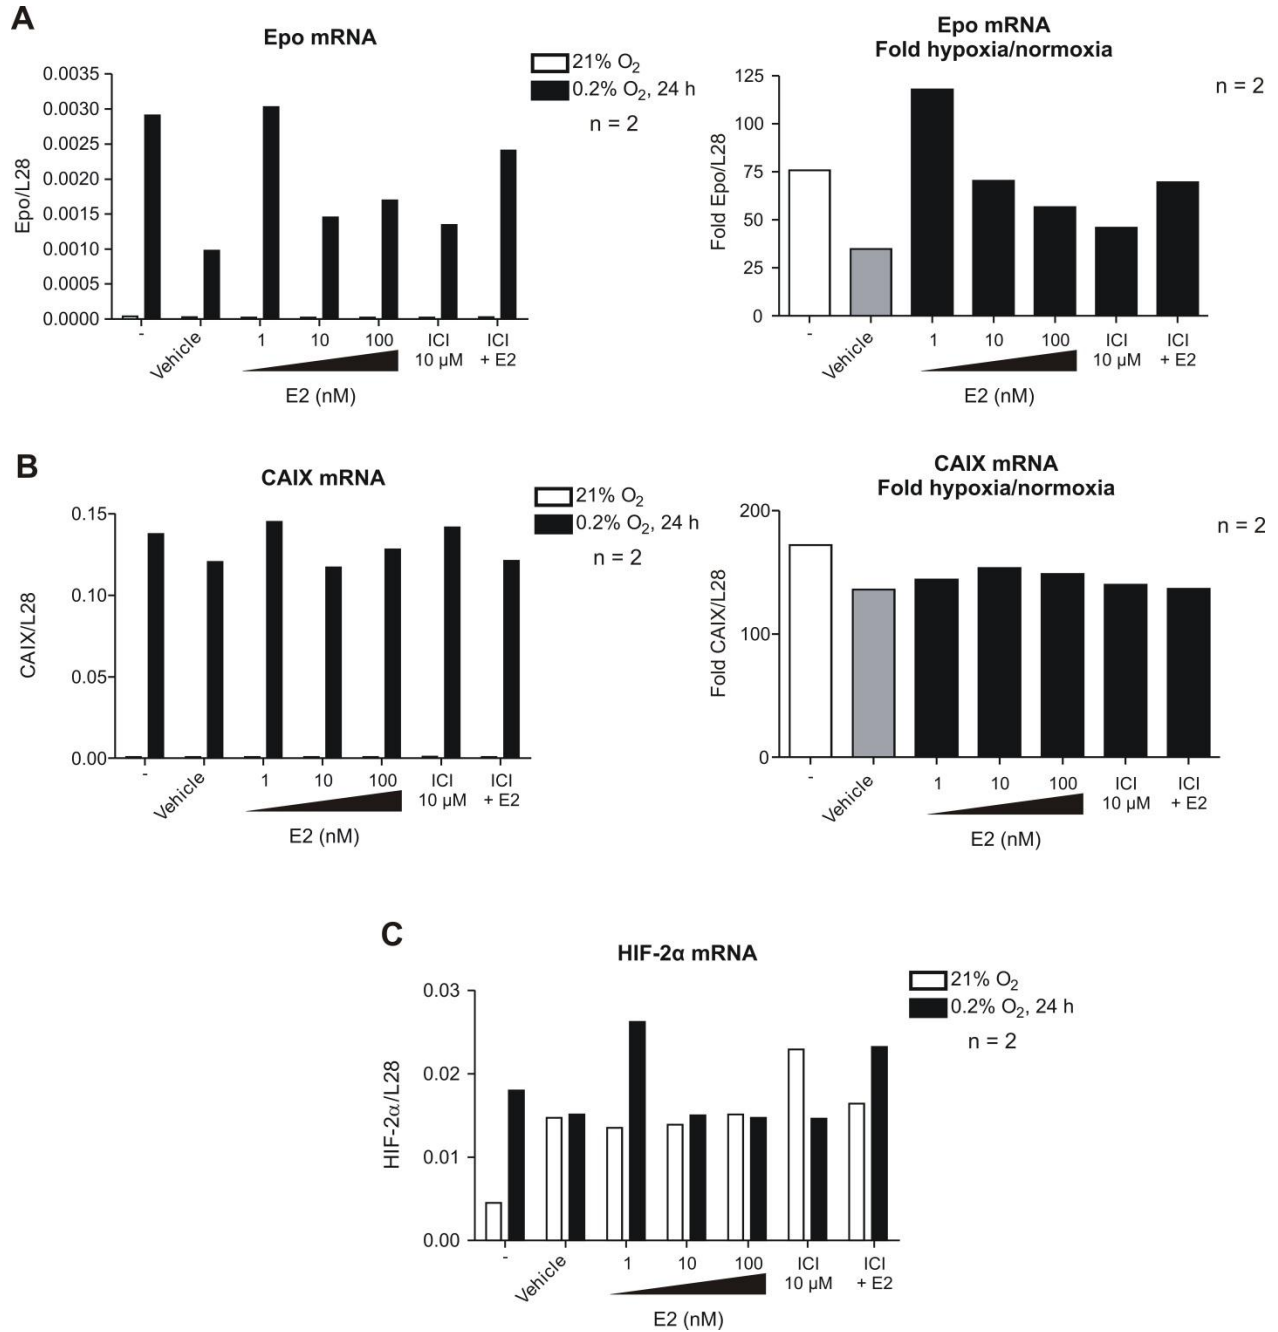 A
Epo mRNA
21% O₂
0.2% O₂, 24 h
n = 2
Epo/L28
0.0035
0.0030
0.0025
0.0020
0.0015
0.0010
0.0005
0.0000
-
Vehicle
1
10
100
ICI
10 µM
ICI
+ E2
E2 (nM)
Epo mRNA
Fold hypoxia/normoxia
n = 2
Fold Epo/L28
125
100
75
50
25
0
-
Vehicle
1
10
100
ICI
10 µM
ICI
+ E2
E2 (nM)
B
CAIX mRNA
21% O₂
0.2% O₂, 24 h
n = 2
CAIX/L28
0.15
0.10
0.05
0.00
-
Vehicle
1
10
100
ICI
10 µM
ICI
+ E2
E2 (nM)
CAIX mRNA
Fold hypoxia/normoxia
n = 2
Fold CAIX/L28
200
100
0
-
Vehicle
1
10
100
ICI
10 µM
ICI
+ E2
E2 (nM)
C
HIF-2α mRNA
21% O₂
0.2% O₂, 24 h
n = 2
HIF-2α/L28
0.03
0.02
0.01
0.00
-
Vehicle
1
10
100
ICI
10 µM
ICI
+ E2
E2 (nM)